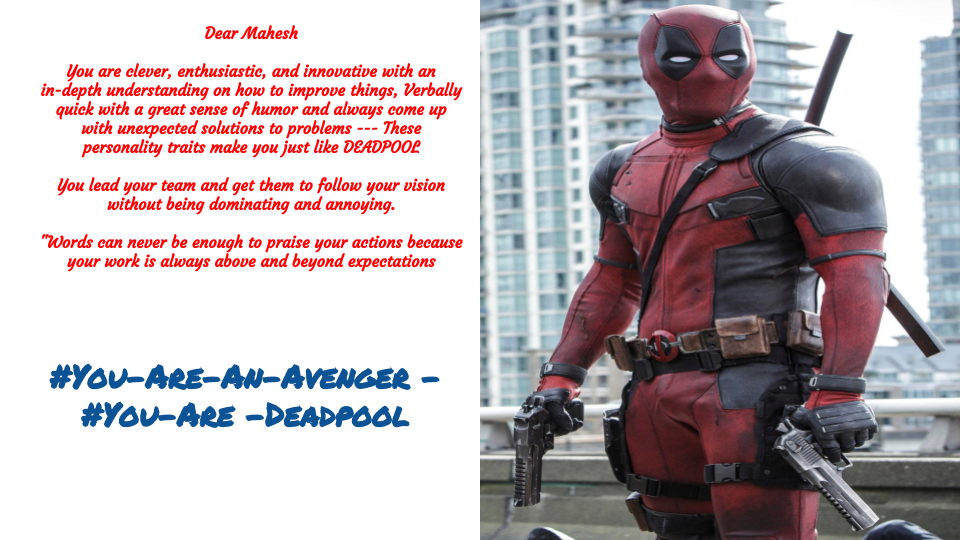 Dear Mahesh
You are clever, enthusiastic, and innovative with an
in-depth understanding on how to improve things, Verbally
quick with a great sense of humor and always come up
with unexpected solutions to problems --- These
personality traits make you just like DEADPOOL
You lead your team and get them to follow your vision
without being dominating and annoying.
"Words can never be enough to praise your actions because
your work is always above and beyond expectations
#You-Are-An-Avenger -
#You-Are -Deadpool